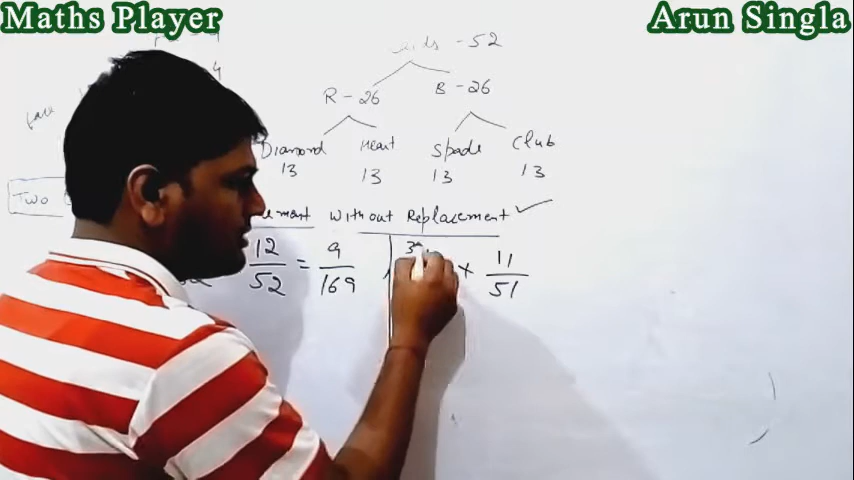 Maths Player
Arun Singla
-52
R-26
B-26
Diamond
Heart
Spade
Club
13
13
13
13
face
Two
Without Replacement ✓
12/52 = 9/169
× 11/51